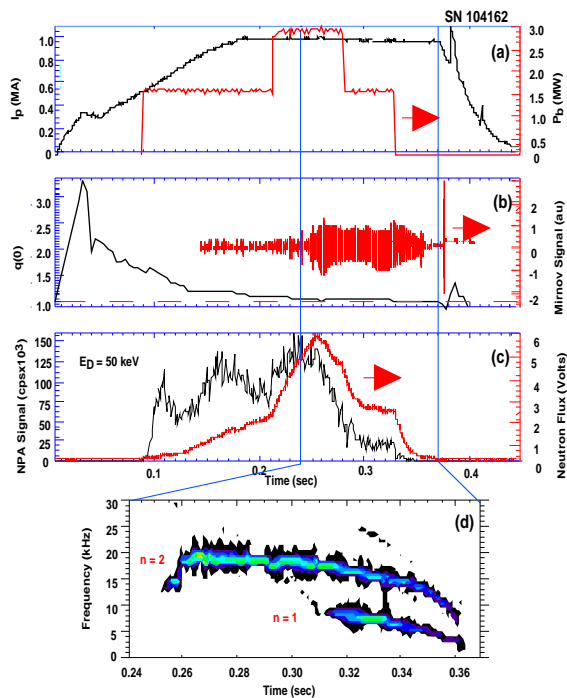 SN 104162
(a)
I_p (MA)
1.0
0.8
0.6
0.4
0.2
0
3.0
2.5
2.0
1.5
1.0
0.5
0
P_b (MW)
(b)
q(0)
3.0
2.5
2.0
1.5
1.0
2
1
0
-1
-2
Mirnov Signal (au)
(c)
E_D = 50 keV
NPA Signal (cpsx10³)
150
125
100
75
50
25
0
6
5
4
3
2
1
0
Neutron Flux (Volts)
0.1 0.2 0.3 0.4
Time (sec)
(d)
Frequency (kHz)
30
25
20
15
10
5
0
n = 2
n = 1
0.24 0.26 0.28 0.30 0.32 0.34 0.36 0.38
Time (sec)